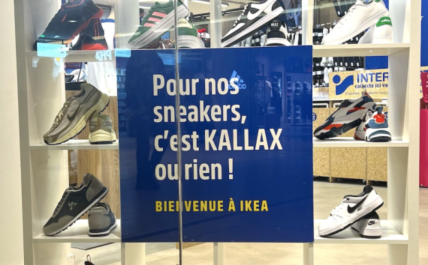 Pour nos
sneakers,
c'est KALLAX
ou rien !
BIENVENUE À IKEA
INTER